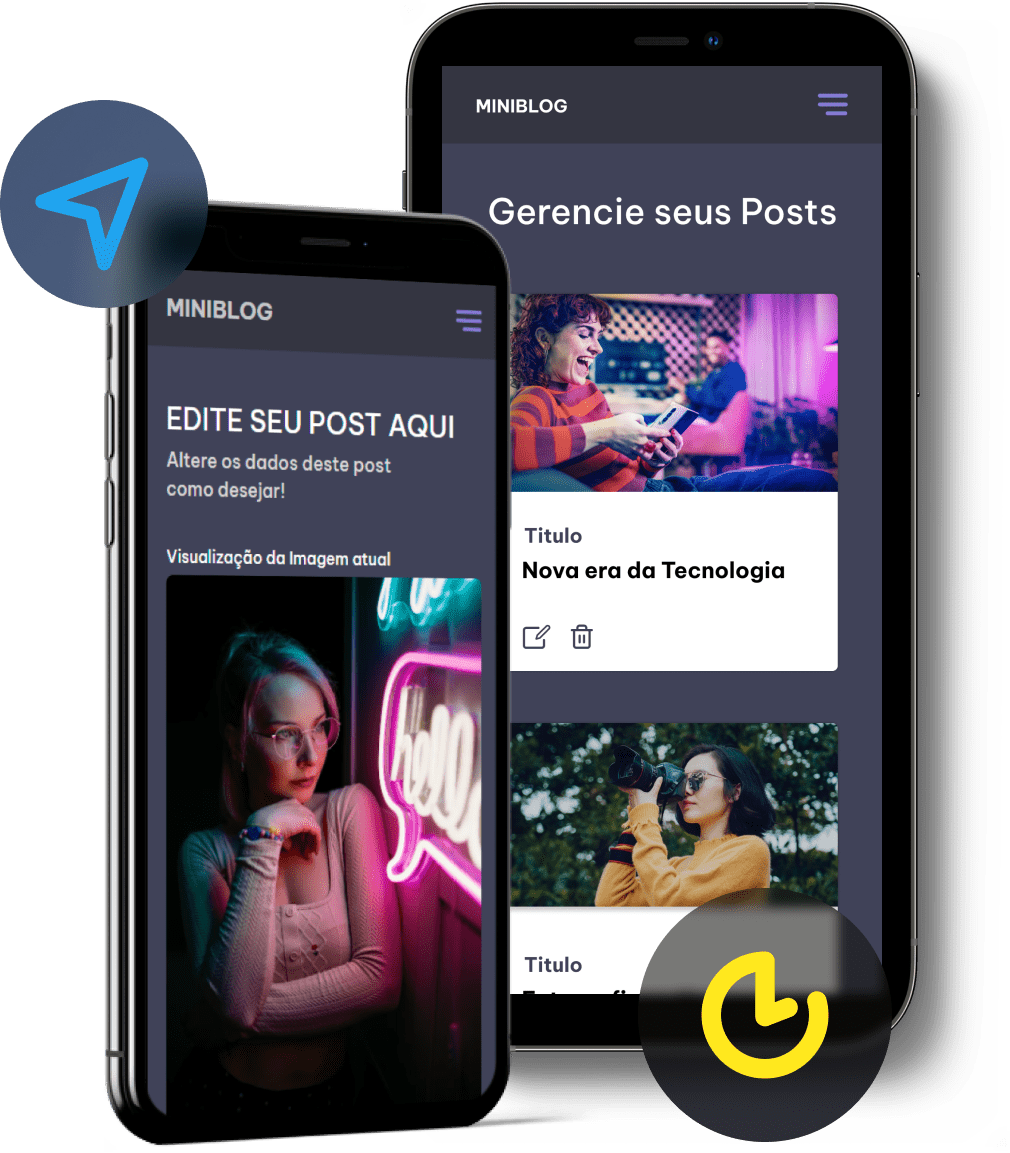 MINIBLOG
Gerencie seus Posts
Titulo
Nova era da Tecnologia
Titulo
MINIBLOG
EDITE SEU POST AQUI
Altere os dados deste post
como desejar!
Visualização da Imagem atual
hello